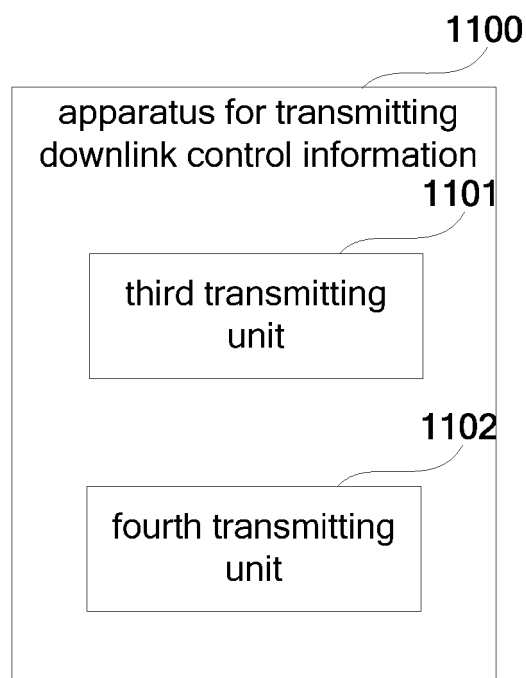 1100
apparatus for transmitting
downlink control information
1101
third transmitting
unit
1102
fourth transmitting
unit